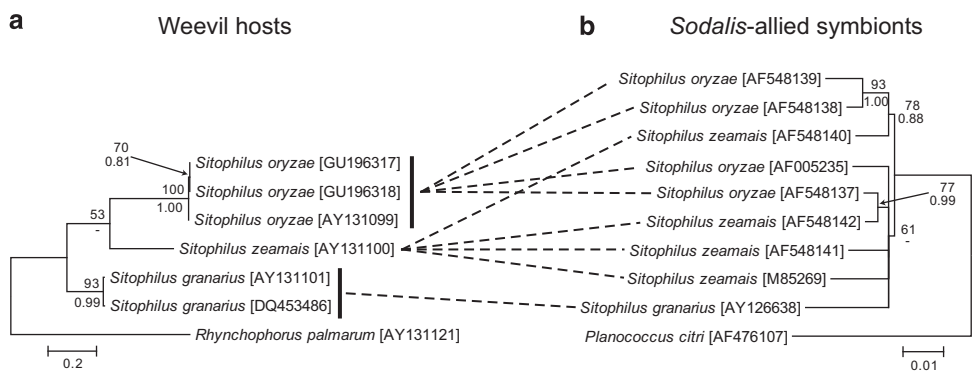 a
Weevil hosts
70
0.81
Sitophilus oryzae [GU196317]
100
Sitophilus oryzae [GU196318]
1.00
Sitophilus oryzae [AY131099]
53
-
Sitophilus zeamais [AY131100]
93
Sitophilus granarius [AY131101]
0.99
Sitophilus granarius [DQ453486]
Rhynchophorus palmarum [AY131121]
0.2
b
Sodalis-allied symbionts
Sitophilus oryzae [AF548139]
93
1.00
Sitophilus oryzae [AF548138]
78
0.88
Sitophilus zeamais [AF548140]
Sitophilus oryzae [AF005235]
Sitophilus oryzae [AF548137]
77
0.99
Sitophilus zeamais [AF548142]
61
-
Sitophilus zeamais [AF548141]
Sitophilus zeamais [M85269]
Sitophilus granarius [AY126638]
Planococcus citri [AF476107]
0.01